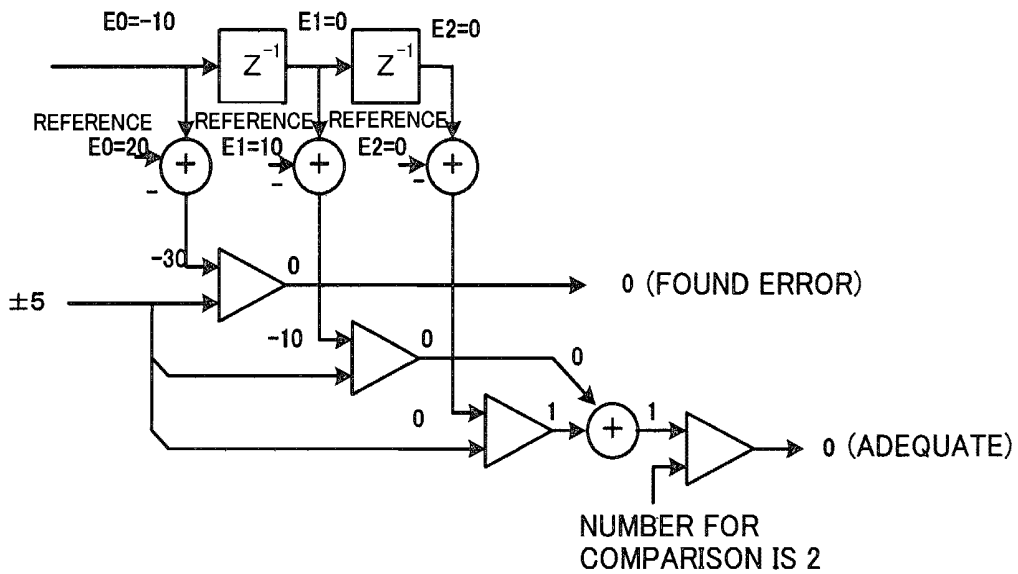 E0=-10 E1=0 E2=0
Z⁻¹ Z⁻¹
REFERENCE REFERENCE REFERENCE
E0=20 + E1=10 + E2=0 +
- - -
-30 0
0 (FOUND ERROR)
±5
-10 0 0
0 1 + 1
0 (ADEQUATE)
NUMBER FOR
COMPARISON IS 2